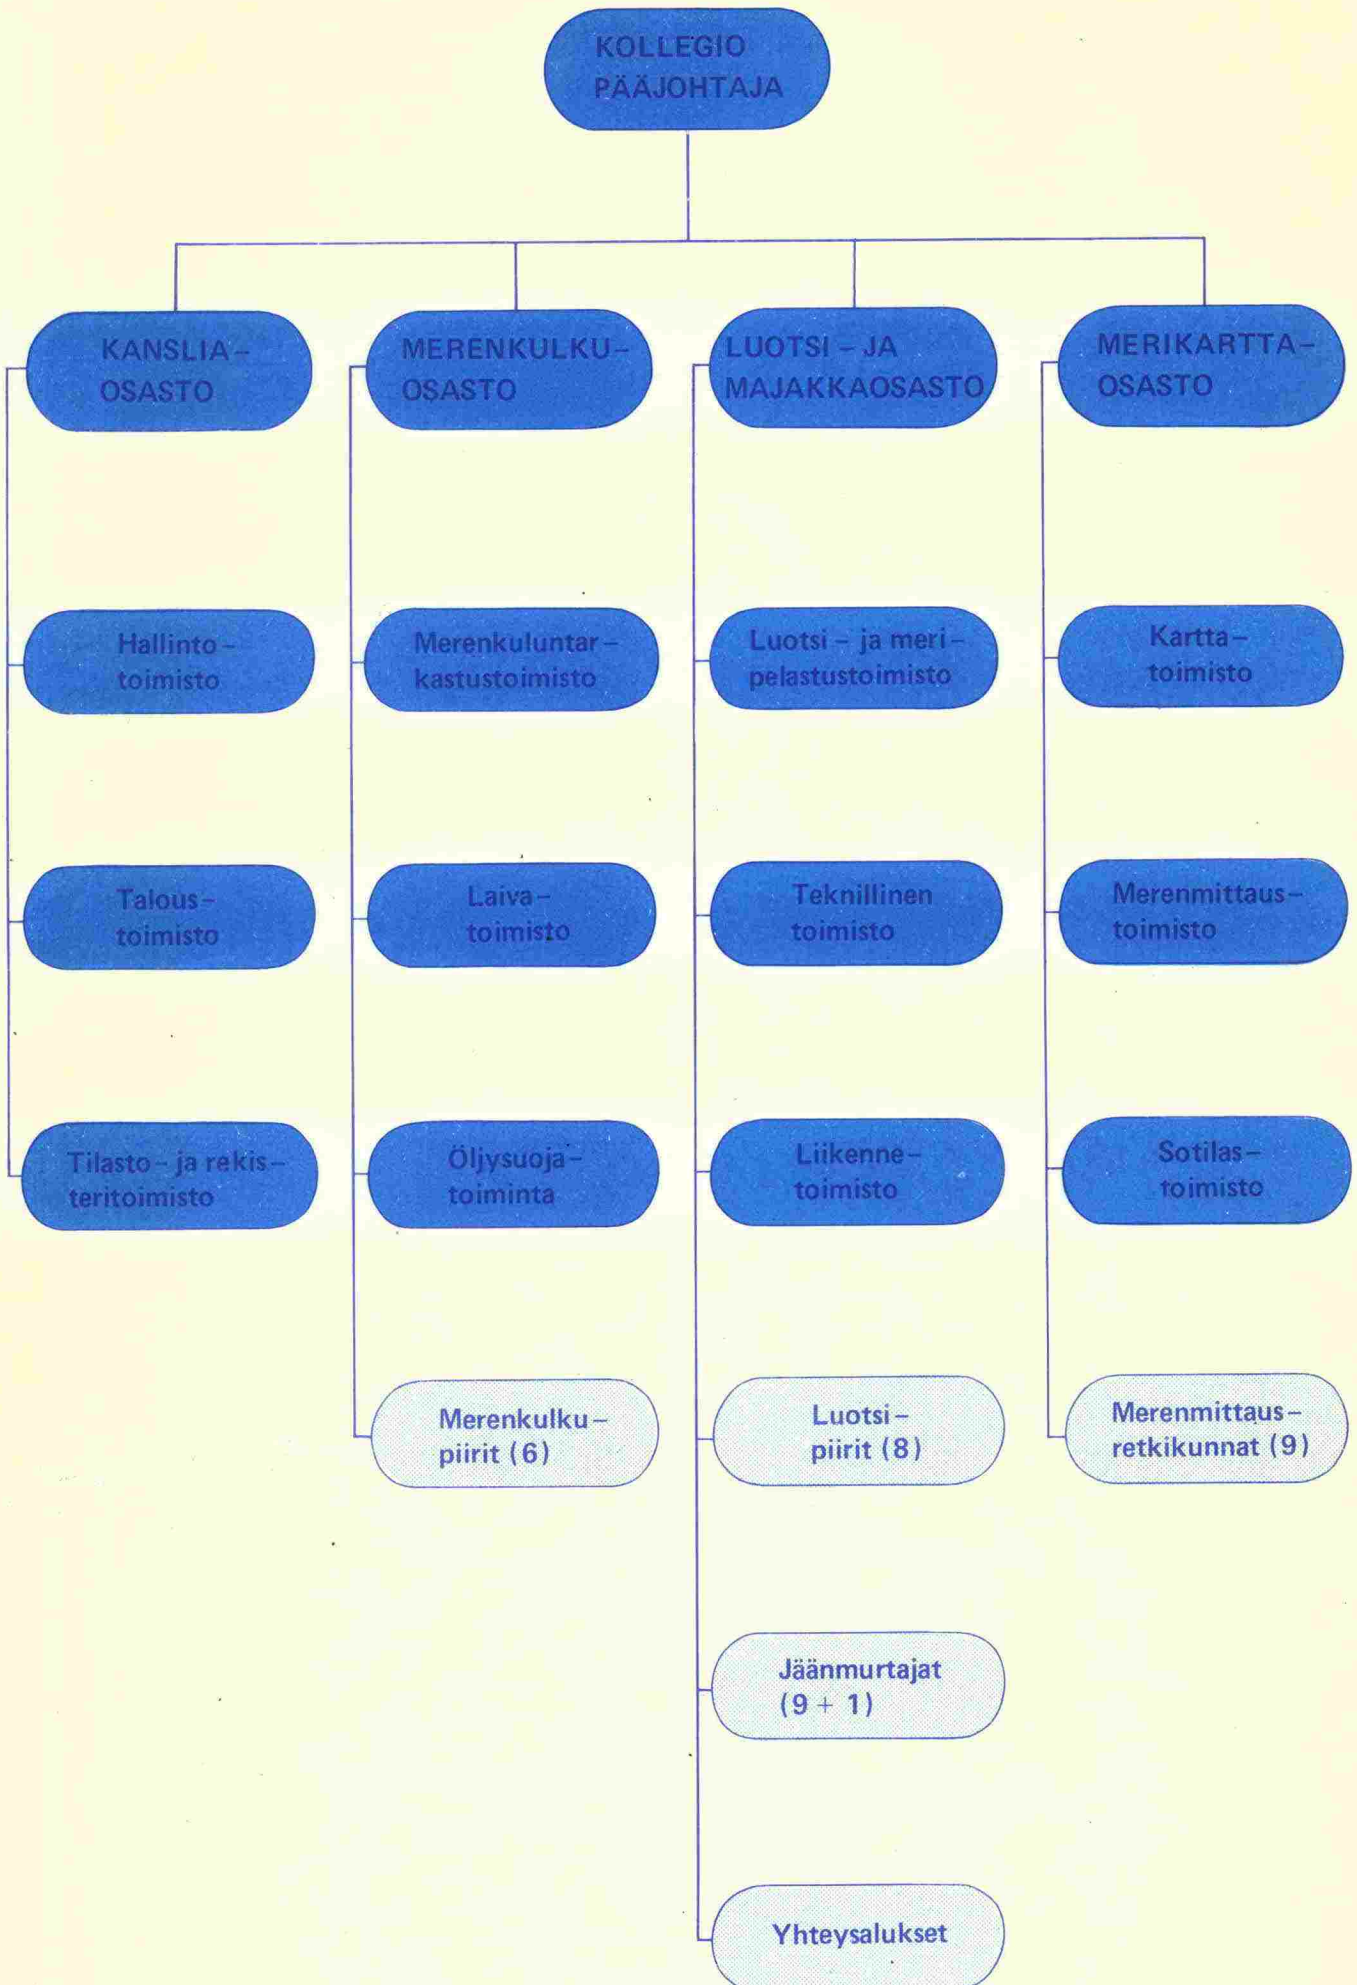 KOLLEGIO
PÄÄJOHTAJA
KANSLIA–
OSASTO
MERENKULKU–
OSASTO
LUOTSI – JA
MAJAKKAOSASTO
MERIKARTTA–
OSASTO
Hallinto–
toimisto
Merenkuluntar–
kastustoimisto
Luotsi – ja meri–
pelastustoimisto
Kartta–
toimisto
Talous–
toimisto
Laiva–
toimisto
Teknillinen
toimisto
Merenmittaus–
toimisto
Tilasto – ja rekis–
teritoimisto
Öljysuoja–
toiminta
Liikenne–
toimisto
Sotilas–
toimisto
Merenkulku–
piirit (6)
Luotsi–
piirit (8)
Merenmittaus–
retkikunnat (9)
Jäänmurtajat
(9 + 1)
Yhteysalukset